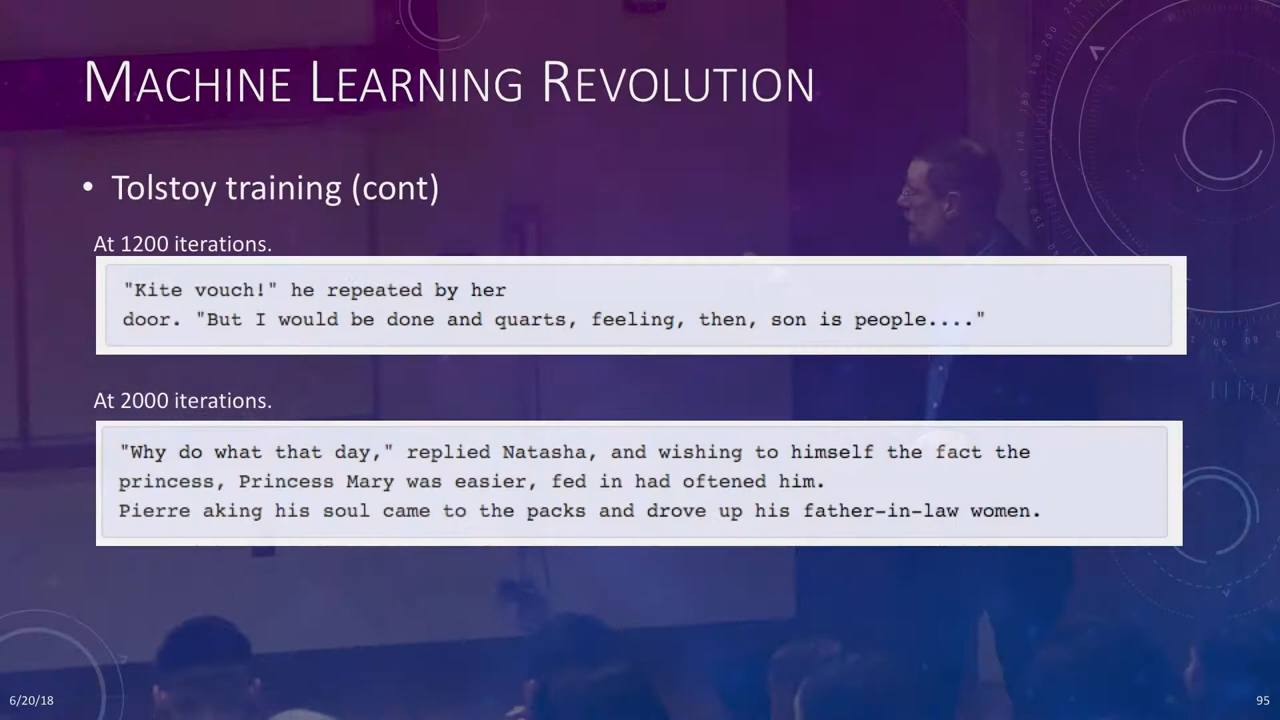 MACHINE LEARNING REVOLUTION
• Tolstoy training (cont)
At 1200 iterations.
"Kite vouch!" he repeated by her
door. "But I would be done and quarts, feeling, then, son is people...."
At 2000 iterations.
"Why do what that day," replied Natasha, and wishing to himself the fact the
princess, Princess Mary was easier, fed in had oftened him.
Pierre aking his soul came to the packs and drove up his father-in-law women.
6/20/18
95